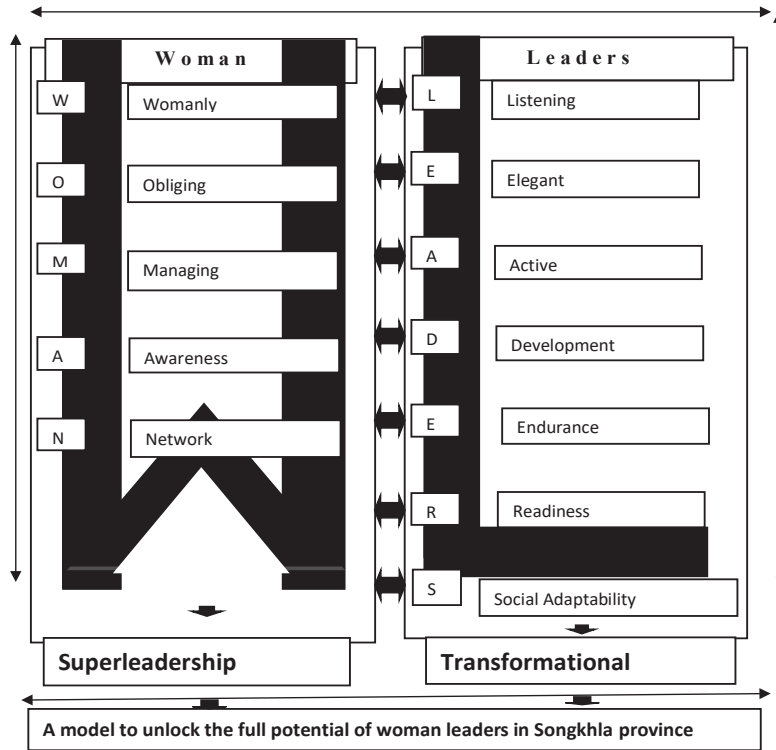 Woman
W Womanly
O Obliging
M Managing
A Awareness
N Network
Superleadership
Leaders
L Listening
E Elegant
A Active
D Development
E Endurance
R Readiness
S Social Adaptability
Transformational
A model to unlock the full potential of woman leaders in Songkhla province